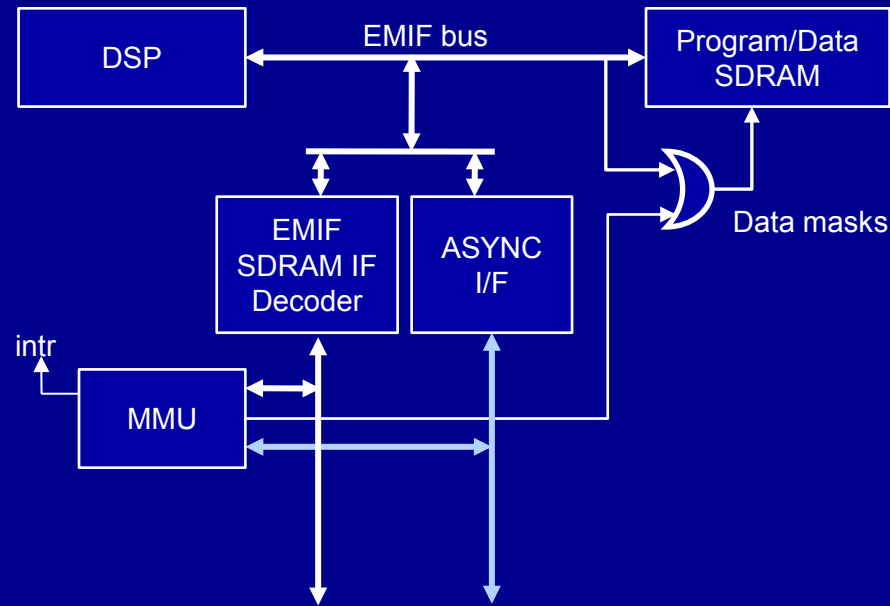 DSP
EMIF bus
Program/Data
SDRAM
Data masks
EMIF
SDRAM IF
Decoder
ASYNC
I/F
intr
MMU